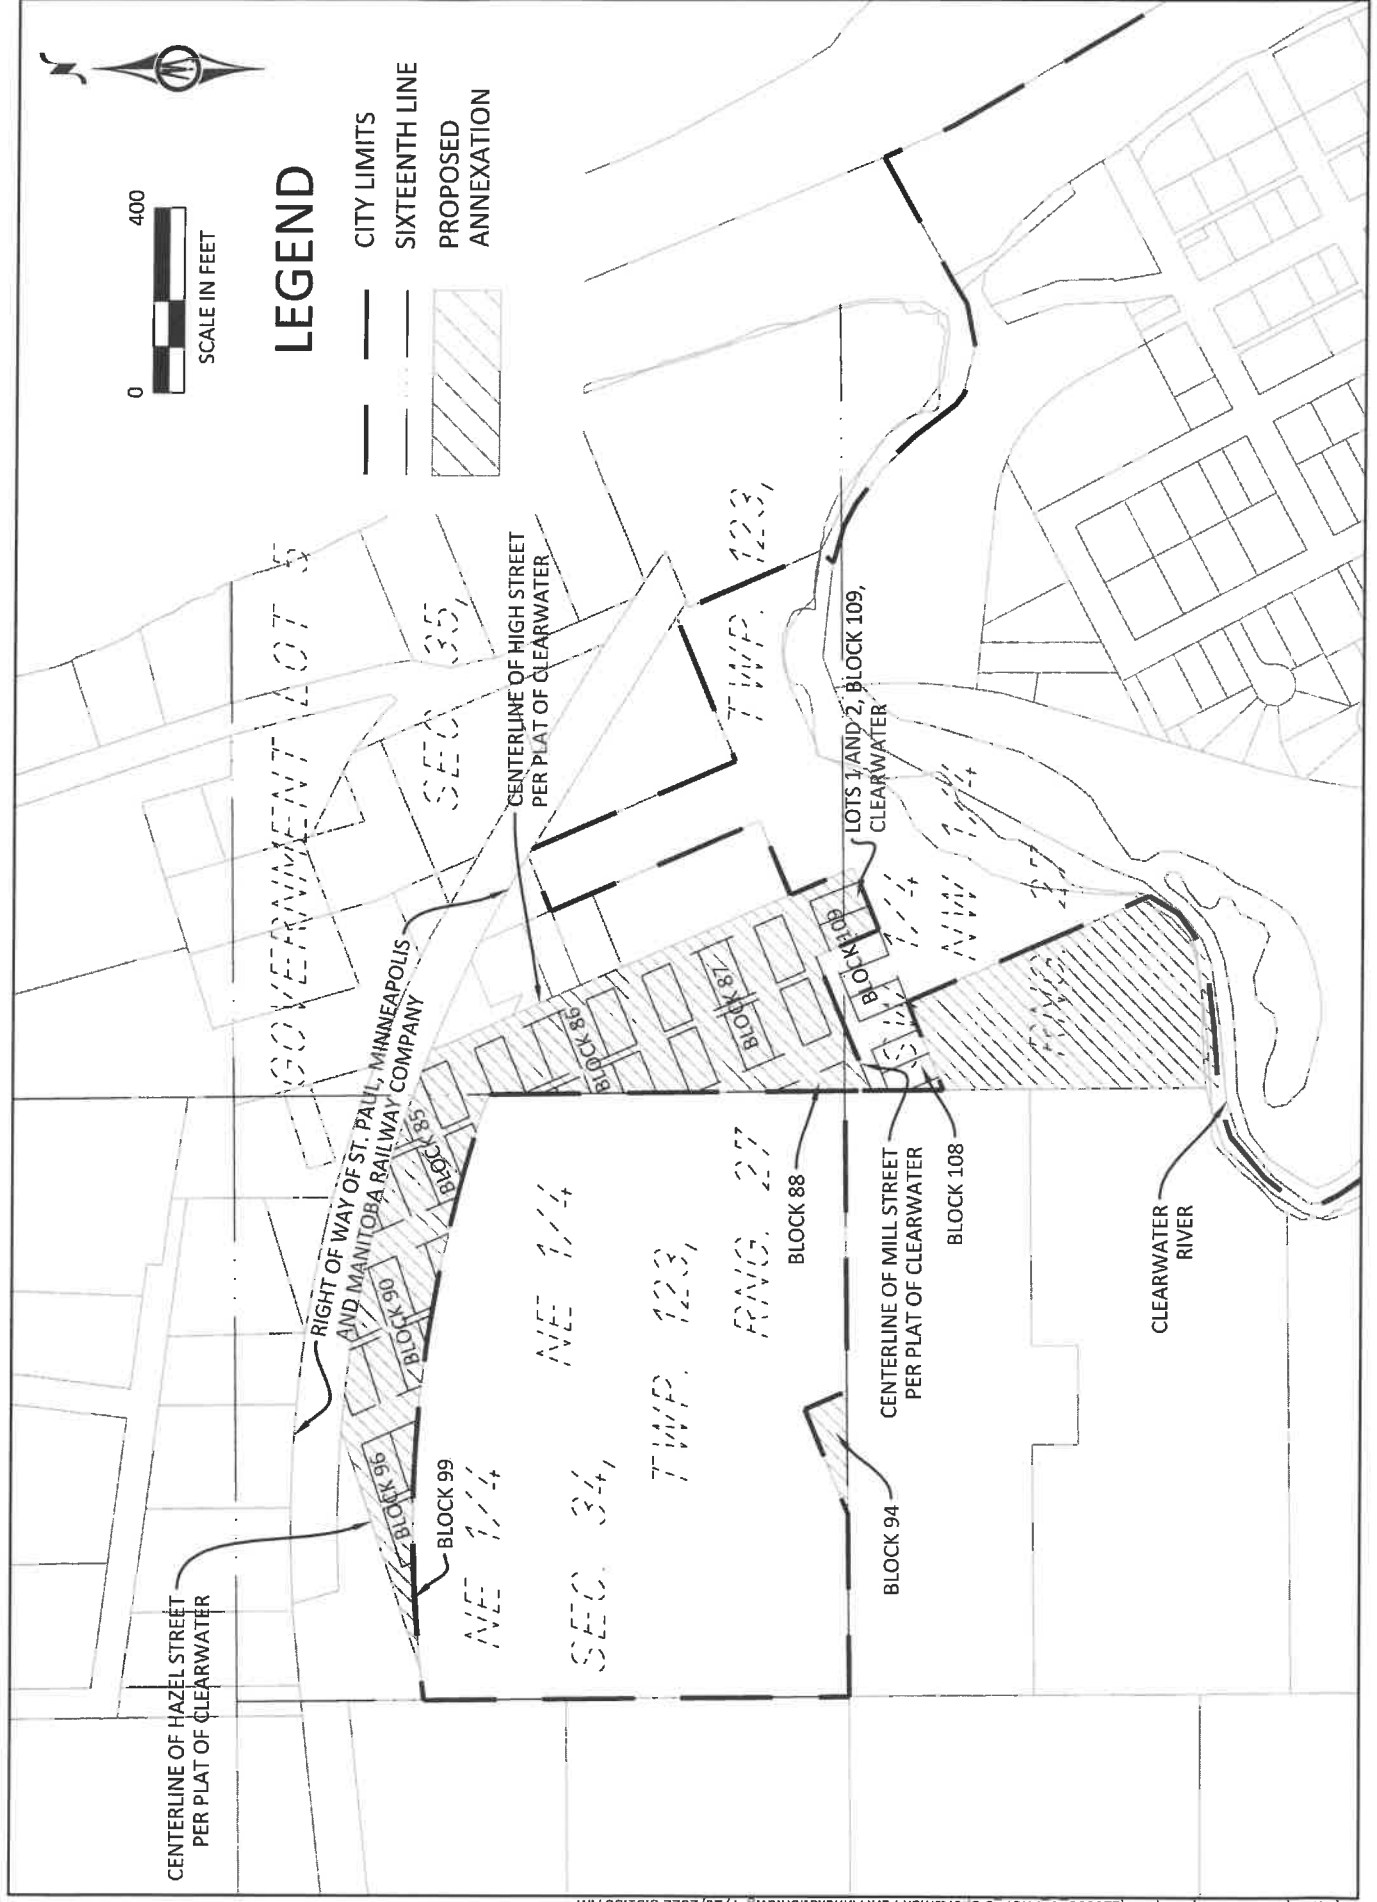 N
0
400
SCALE IN FEET
LEGEND
CITY LIMITS
SIXTEENTH LINE
PROPOSED
ANNEXATION
CENTERLINE OF HAZEL STREET
PER PLAT OF CLEARWATER
RIGHT OF WAY OF ST. PAUL, MINNEAPOLIS
AND MANITOBA RAILWAY COMPANY
GOVERNMENT LOT 5
SEC 35,
TWP. 123,
CENTERLINE OF HIGH STREET
PER PLAT OF CLEARWATER
BLOCK 96
BLOCK 90
BLOCK 85
BLOCK 86
BLOCK 87
BLOCK 109
LOTS 1 AND 2, BLOCK 109,
CLEARWATER
BLOCK 99
NE 1/4
NE 1/4
SEC. 34,
TWP. 123,
RNG. 27
BLOCK 88
CENTERLINE OF MILL STREET
PER PLAT OF CLEARWATER
BLOCK 108
BLOCK 94
NW 1/4
1/4
27
CLEARWATER
RIVER